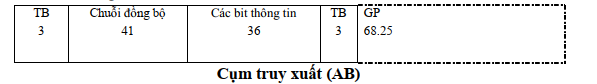 TB Chuỗi đồng bộ Các bit thông tin TB GP
3 41 36 3 68.25
Cụm truy xuất (AB)